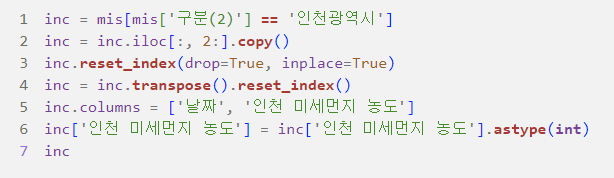 1 inc = mis[mis['구분(2)'] == '인천광역시']
2 inc = inc.iloc[:, 2:].copy()
3 inc.reset_index(drop=True, inplace=True)
4 inc = inc.transpose().reset_index()
5 inc.columns = ['날짜', '인천 미세먼지 농도']
6 inc['인천 미세먼지 농도'] = inc['인천 미세먼지 농도'].astype(int)
7 inc